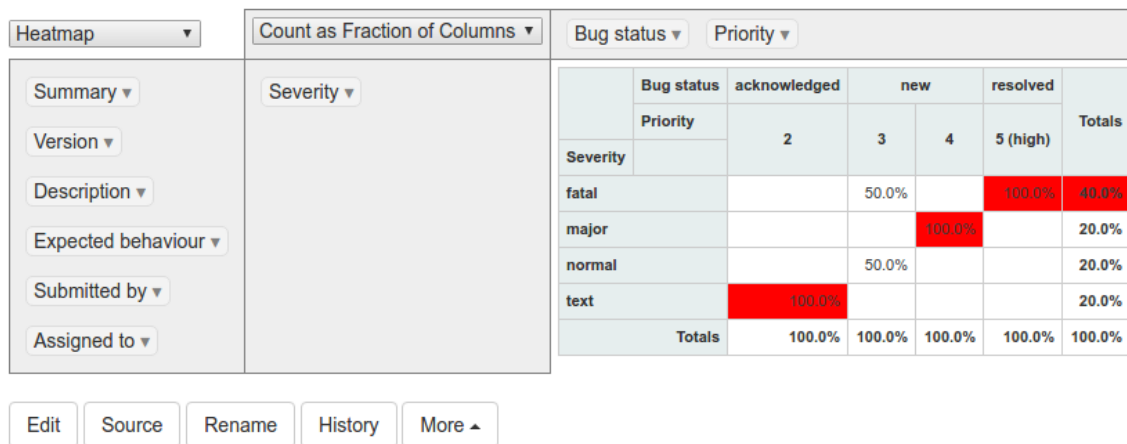 Heatmap Count as Fraction of Columns Bug status Priority
Summary
Version
Description
Expected behaviour
Submitted by
Assigned to
Severity
Bug status acknowledged new resolved Totals
Priority 2 3 4 5 (high)
Severity
fatal 50.0% 100.0% 40.0%
major 100.0% 20.0%
normal 50.0% 20.0%
text 100.0% 20.0%
Totals 100.0% 100.0% 100.0% 100.0% 100.0%
Edit Source Rename History More